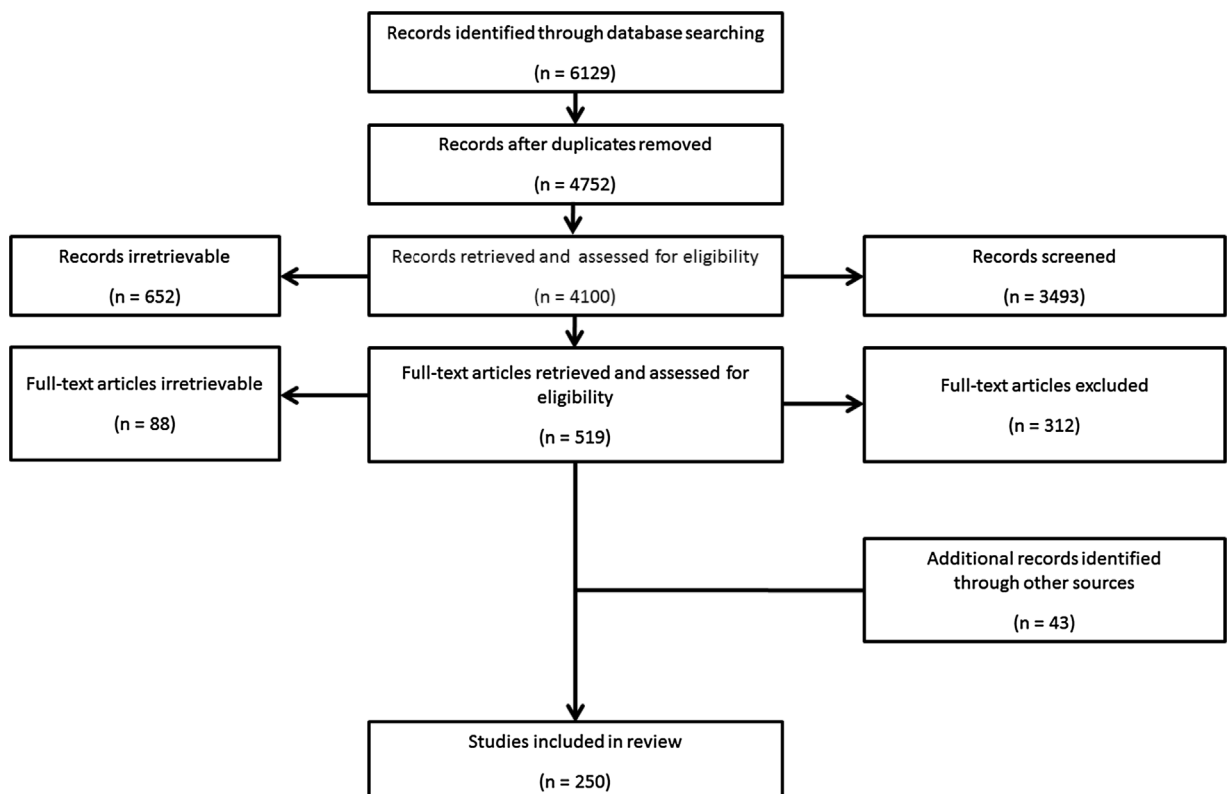 Records identified through database searching
(n = 6129)
Records after duplicates removed
(n = 4752)
Records irretrievable
(n = 652)
Records retrieved and assessed for eligibility
(n = 4100)
Records screened
(n = 3493)
Full-text articles irretrievable
(n = 88)
Full-text articles retrieved and assessed for
eligibility
(n = 519)
Full-text articles excluded
(n = 312)
Additional records identified
through other sources
(n = 43)
Studies included in review
(n = 250)